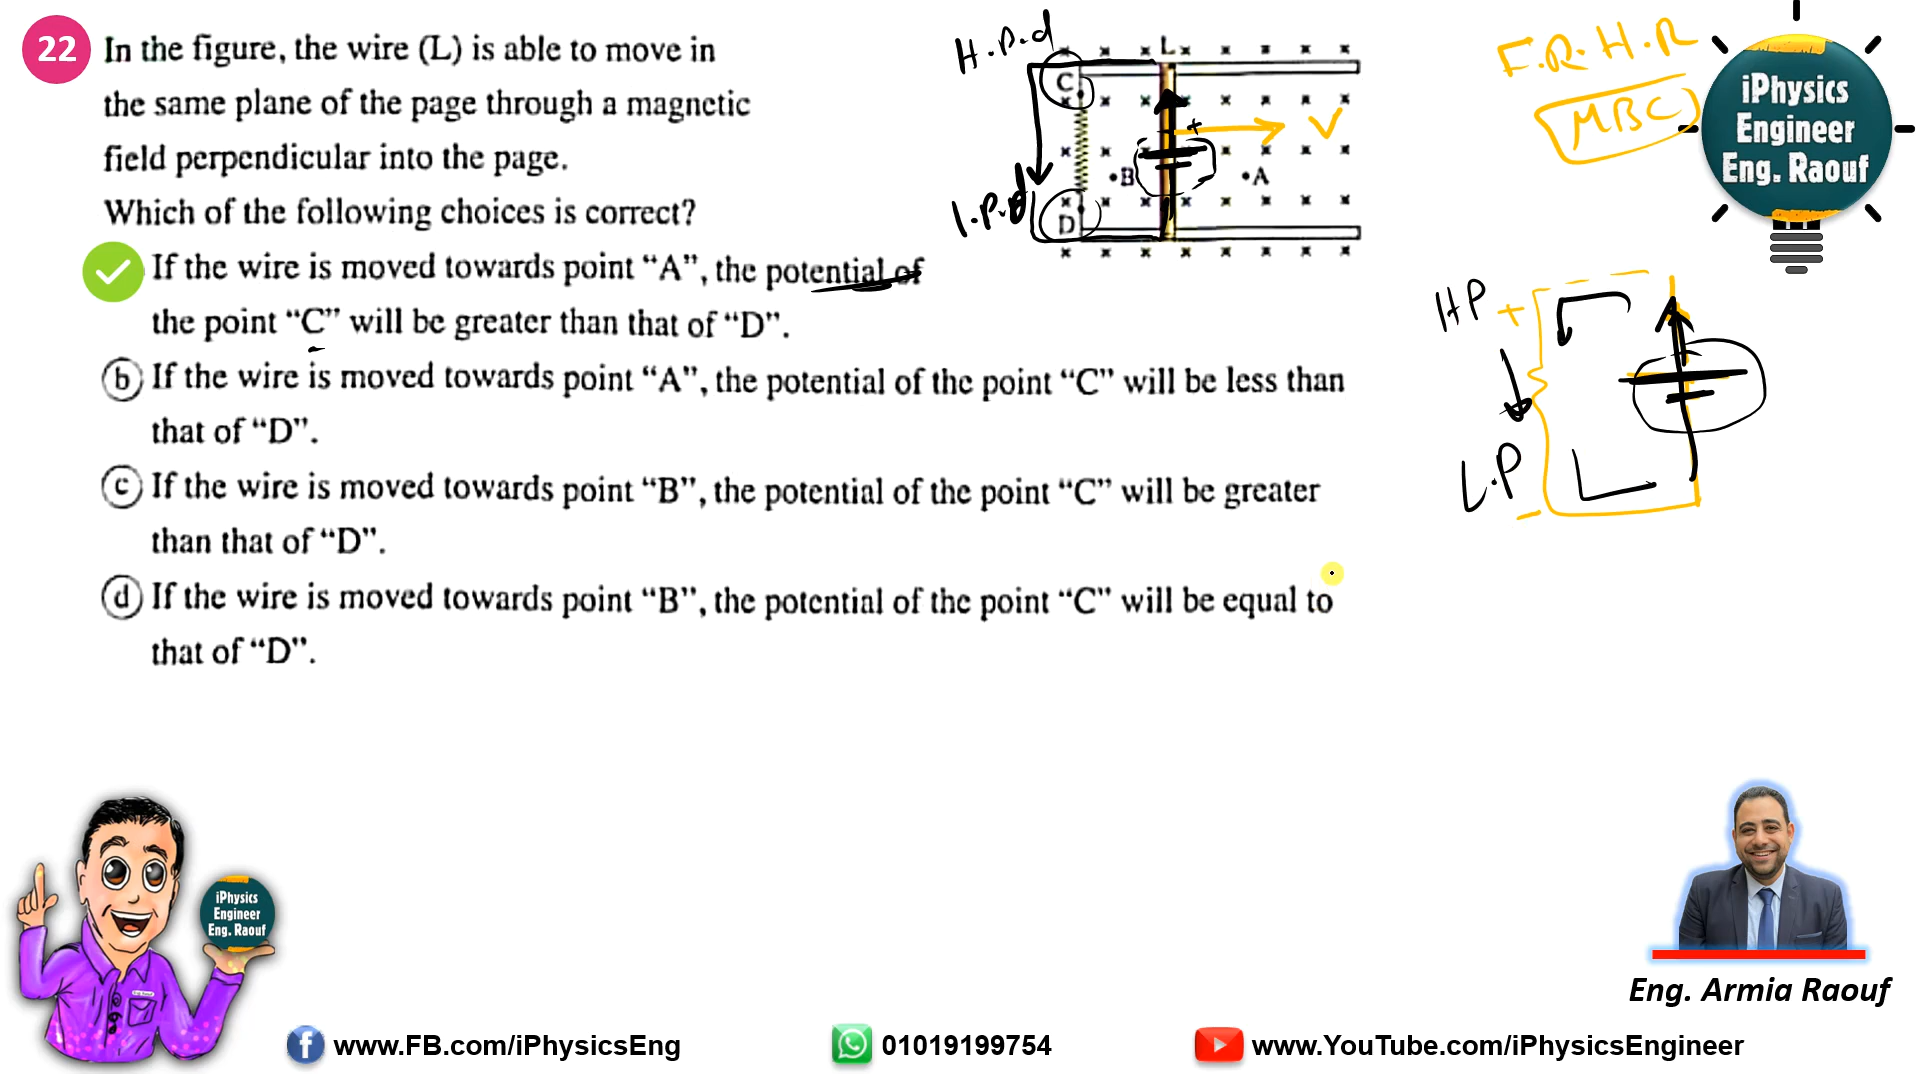 22 In the figure, the wire (L) is able to move in
the same plane of the page through a magnetic
field perpendicular into the page.
Which of the following choices is correct?
If the wire is moved towards point “A”, the potential of
the point “C” will be greater than that of “D”.
b If the wire is moved towards point “A”, the potential of the point “C” will be less than
that of “D”.
c If the wire is moved towards point “B”, the potential of the point “C” will be greater
than that of “D”.
d If the wire is moved towards point “B”, the potential of the point “C” will be equal to
that of “D”.
H.P.d
L
C
+
V
B
A
D
F.R.H.R
MBC
iPhysics
Engineer
Eng. Raouf
HP +
L.P
-
iPhysics
Engineer
Eng. Raouf
Eng. Armia Raouf
www.FB.com/iPhysicsEng
01019199754
www.YouTube.com/iPhysicsEngineer